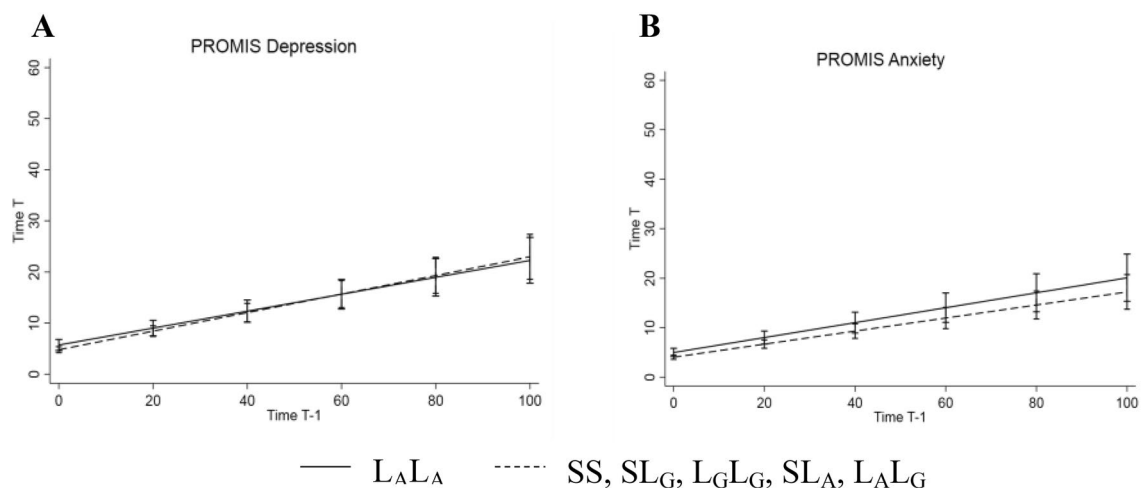 A
PROMIS Depression
60
50
40
30
20
10
0
Time T
0 20 40 60 80 100
Time T-1
B
PROMIS Anxiety
60
50
40
30
20
10
0
Time T
0 20 40 60 80 100
Time T-1
LALA SS, SLG, LGLG, SLA, LALG